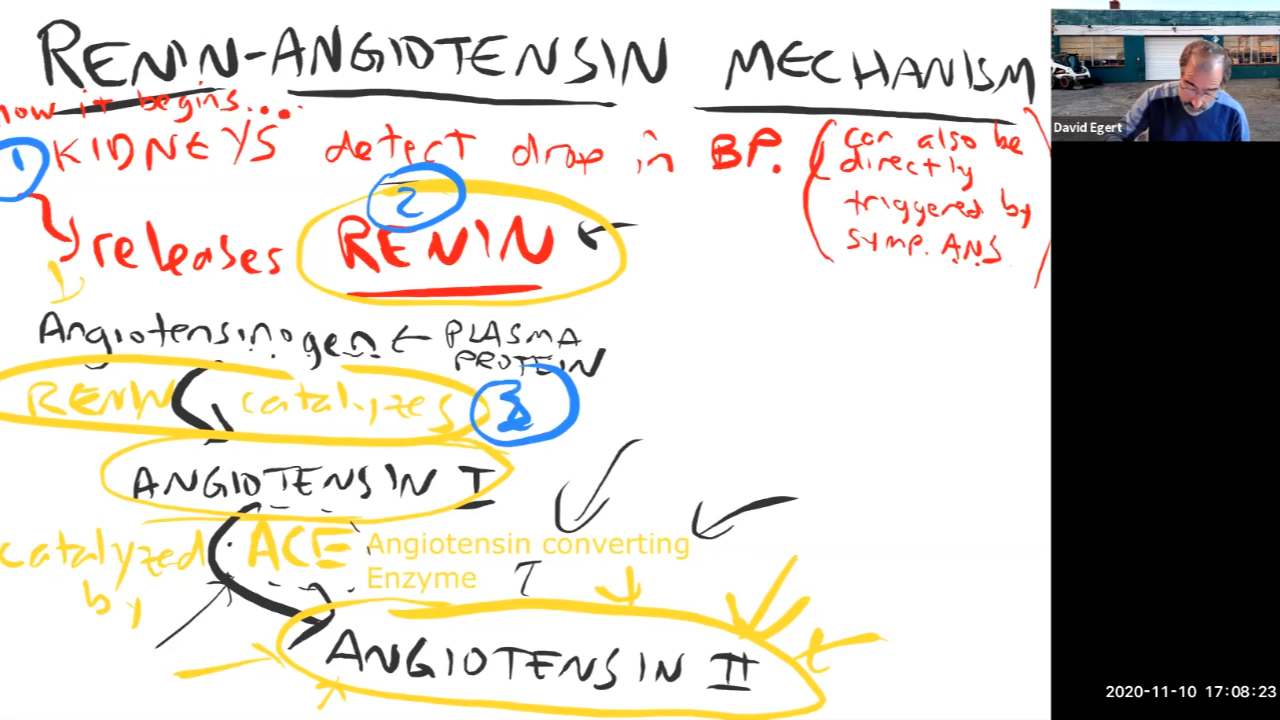 RENIN-ANGIOTENSIN MECHANISM
how it begins....
1 KIDNEYS detect drop in BP. (can also be
directly
triggered by
symp. ANS)
2
releases RENIN
Angiotensinogen ← PLASMA
PROTEIN
RENIN catalyzes 3
ANGIOTENSIN I
catalyzed by ACE Angiotensin converting
Enzyme
ANGIOTENSIN II
David Egert
2020-11-10 17:08:23